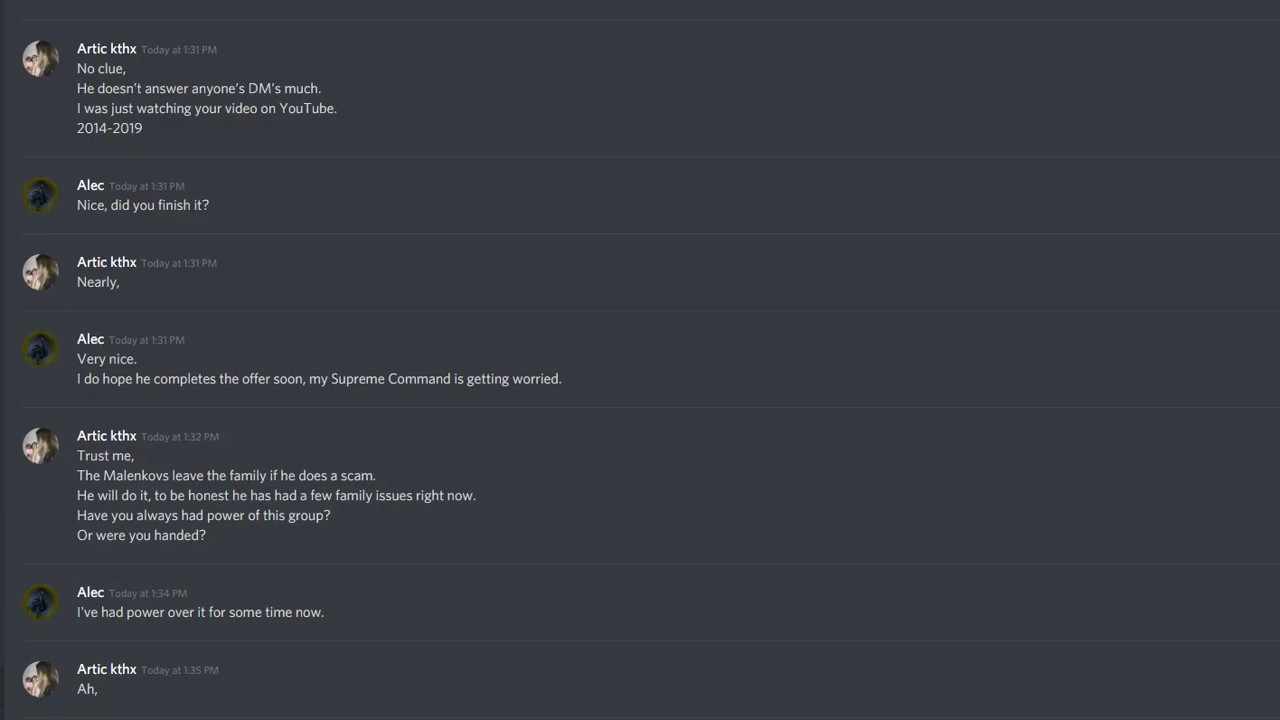 Artic kthx Today at 1:31 PM
No clue,
He doesn't answer anyone's DM's much.
I was just watching your video on YouTube.
2014-2019
Alec Today at 1:31 PM
Nice, did you finish it?
Artic kthx Today at 1:31 PM
Nearly,
Alec Today at 1:31 PM
Very nice.
I do hope he completes the offer soon, my Supreme Command is getting worried.
Artic kthx Today at 1:32 PM
Trust me,
The Malenkovs leave the family if he does a scam.
He will do it, to be honest he has had a few family issues right now.
Have you always had power of this group?
Or were you handed?
Alec Today at 1:34 PM
I've had power over it for some time now.
Artic kthx Today at 1:35 PM
Ah,